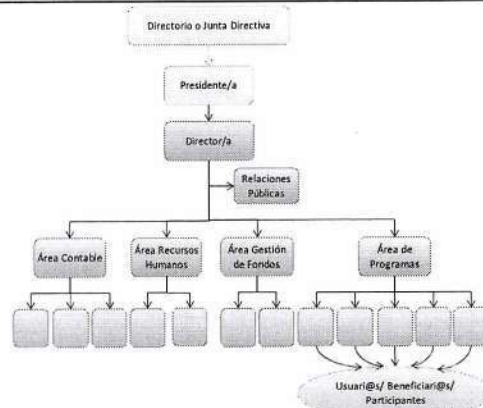 Directorio o Junta Directiva
Presidente/a
Director/a
Relaciones
Públicas
Área Contable
Área Recursos
Humanos
Área Gestión
de Fondos
Área de
Programas
Usuari@s/ Beneficiari@s/
Participantes